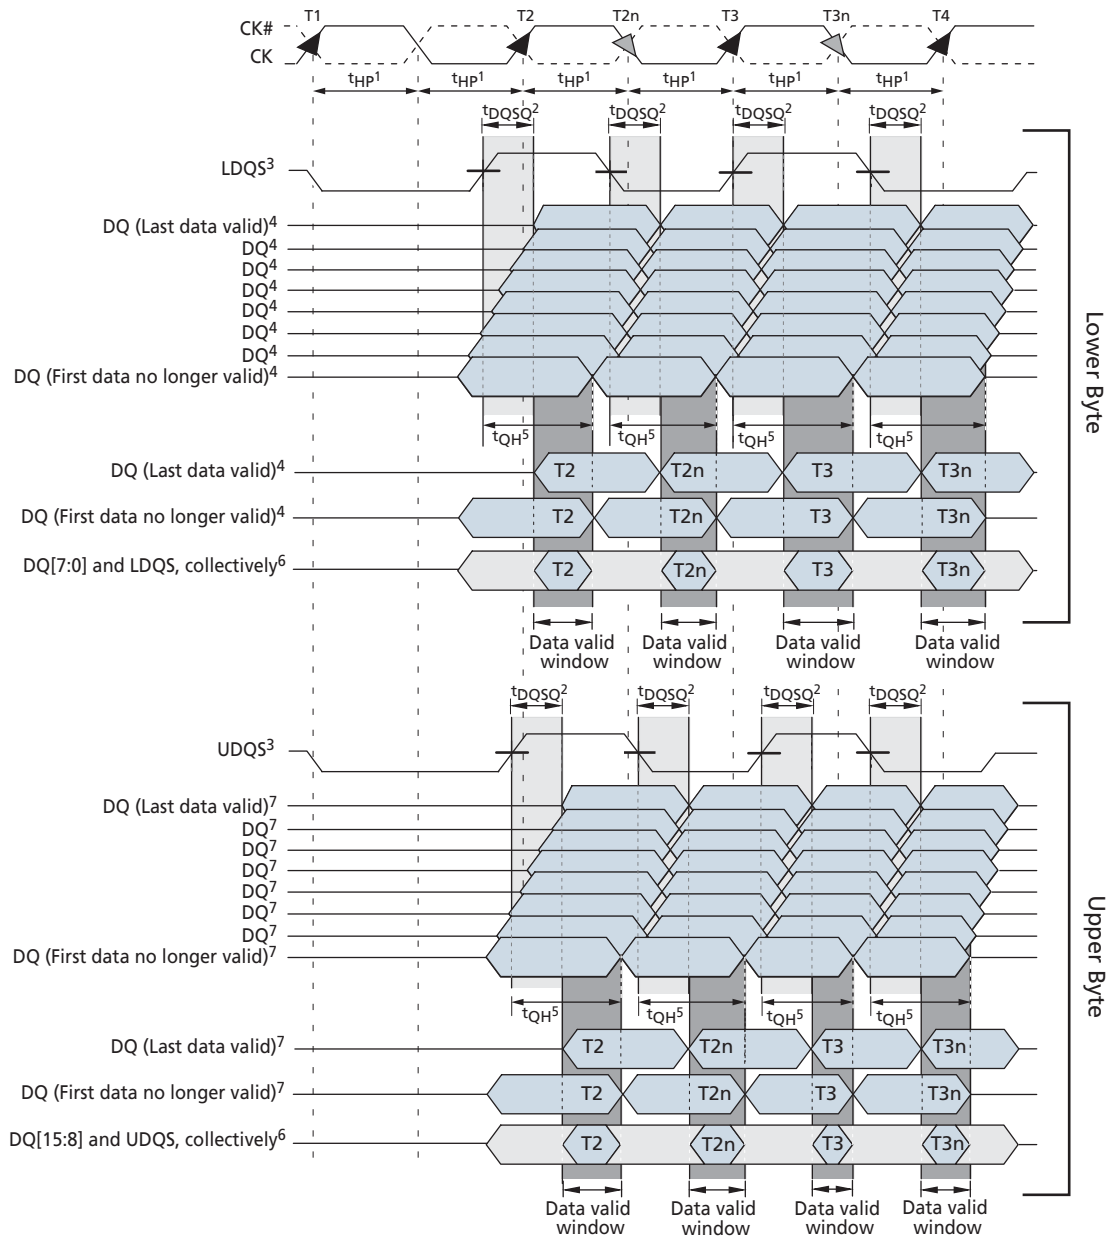 CK#
CK
T1
T2
T2n
T3
T3n
T4
tHP1
tHP1
tHP1
tHP1
tHP1
tHP1
tDQSQ2
tDQSQ2
tDQSQ2
tDQSQ2
LDQS3
DQ (Last data valid)4
DQ4
DQ4
DQ4
DQ4
DQ4
DQ4
DQ (First data no longer valid)4
tQH5
tQH5
tQH5
tQH5
DQ (Last data valid)4
T2
T2n
T3
T3n
DQ (First data no longer valid)4
T2
T2n
T3
T3n
DQ[7:0] and LDQS, collectively6
T2
T2n
T3
T3n
Data valid
window
Data valid
window
Data valid
window
Data valid
window
Lower Byte
tDQSQ2
tDQSQ2
tDQSQ2
tDQSQ2
UDQS3
DQ (Last data valid)7
DQ7
DQ7
DQ7
DQ7
DQ7
DQ7
DQ (First data no longer valid)7
tQH5
tQH5
tQH5
tQH5
DQ (Last data valid)7
T2
T2n
T3
T3n
DQ (First data no longer valid)7
T2
T2n
T3
T3n
DQ[15:8] and UDQS, collectively6
T2
T2n
T3
T3n
Data valid
window
Data valid
window
Data valid
window
Data valid
window
Upper Byte